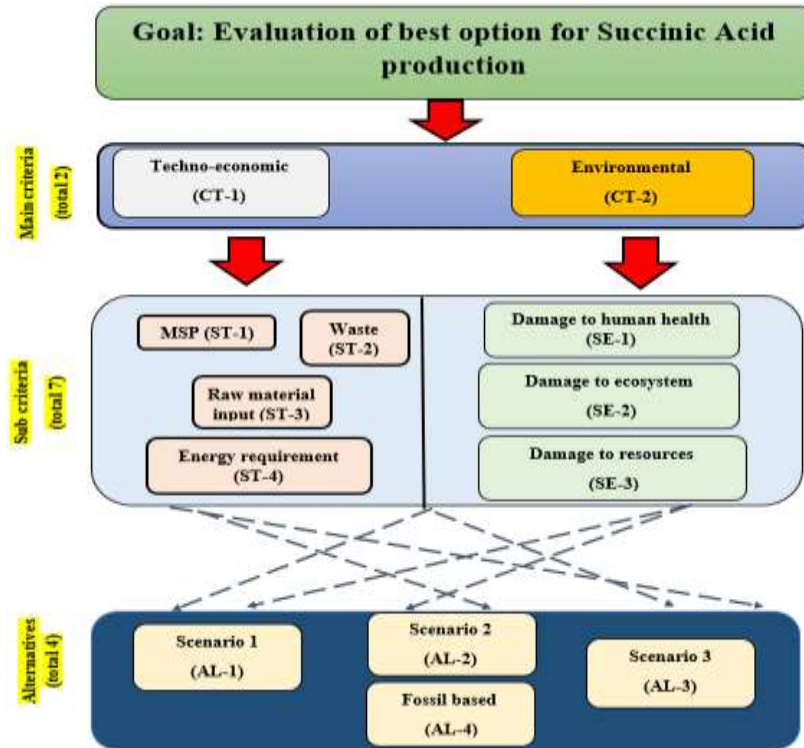 Goal: Evaluation of best option for Succinic Acid
production
Main criteria
(total 2)
Techno-economic
(CT-1)
Environmental
(CT-2)
Sub criteria
(total 7)
MSP (ST-1)
Waste
(ST-2)
Raw material
input (ST-3)
Energy requirement
(ST-4)
Damage to human health
(SE-1)
Damage to ecosystem
(SE-2)
Damage to resources
(SE-3)
Alternatives
(total 4)
Scenario 1
(AL-1)
Scenario 2
(AL-2)
Fossil based
(AL-4)
Scenario 3
(AL-3)